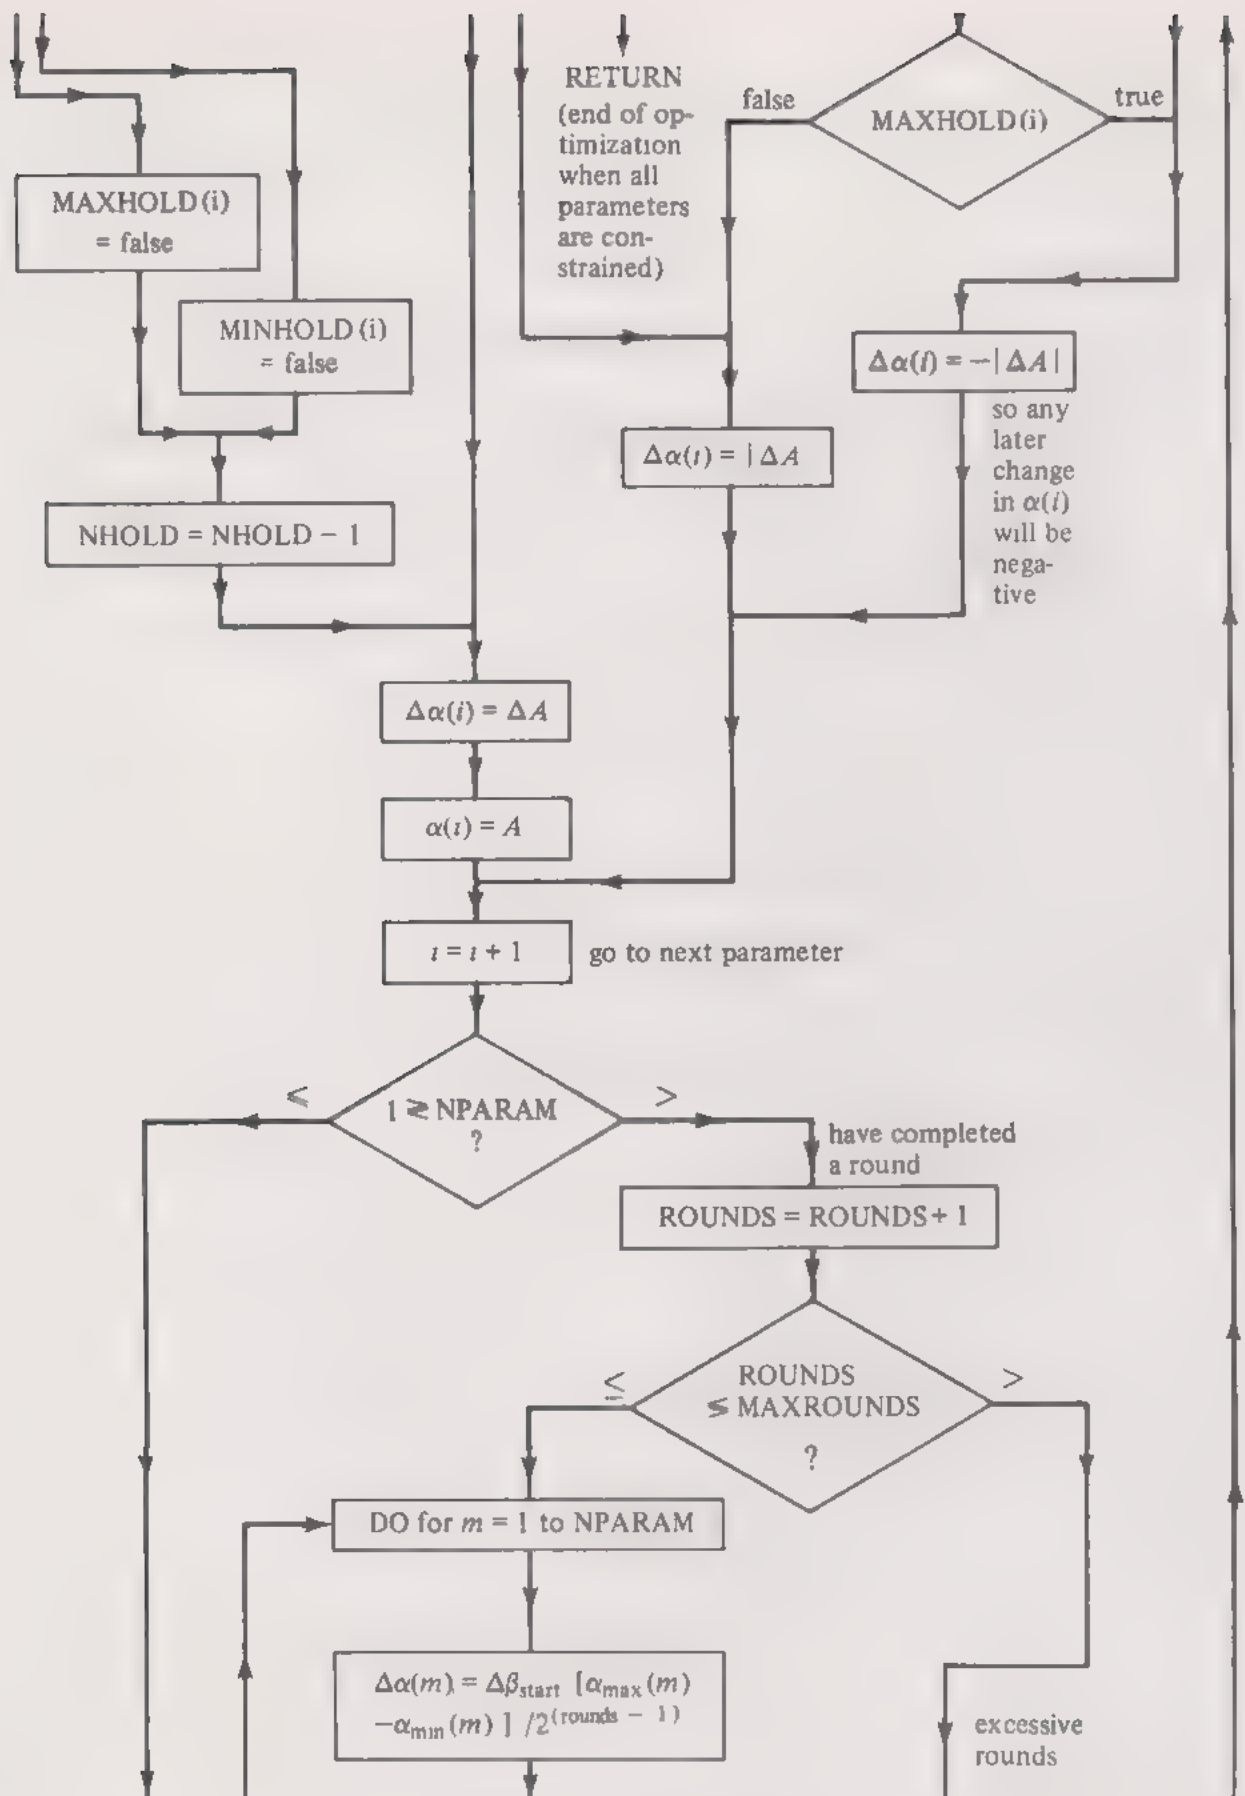 RETURN
(end of op-
timization
when all
parameters
are con-
strained)
false
MAXHOLD(i)
true
MAXHOLD(i)
= false
MINHOLD(i)
= false
Δα(i) = −|ΔA|
so any
later
change
in α(i)
will be
nega-
tive
Δα(ı) = |ΔA
NHOLD = NHOLD − 1
Δα(i) = ΔA
α(ı) = A
ı = ı + 1
go to next parameter
⩽
1 ≷ NPARAM
?
>
have completed
a round
ROUNDS = ROUNDS + 1
≤
ROUNDS
≶ MAXROUNDS
?
>
DO for m = 1 to NPARAM
Δα(m) = Δβstart [αmax(m)
−αmın(m) ] /2(rounds − 1)
excessive
rounds